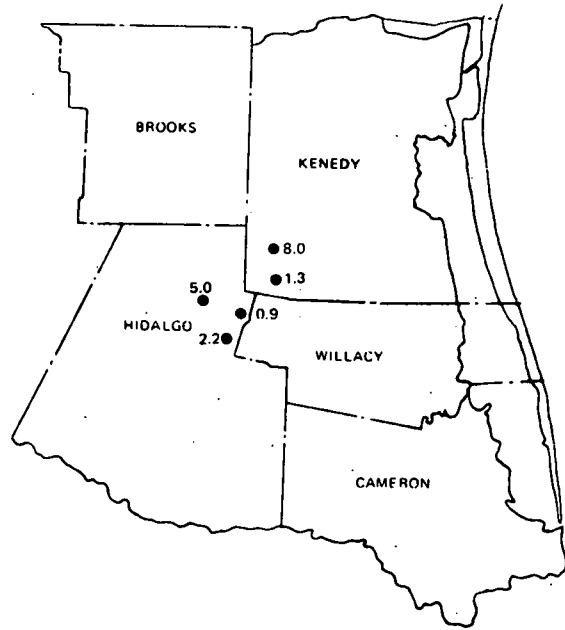 BROOKS
KENEDY
8.0
1.3
5.0
0.9
HIDALGO
2.2
WILLACY
CAMERON